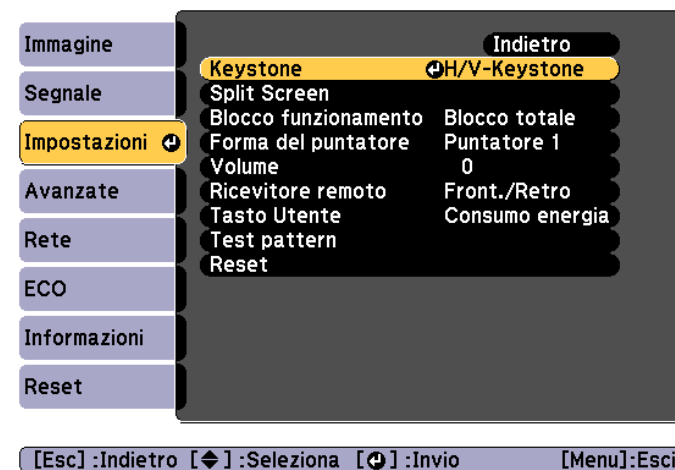 Immagine
Segnale
Impostazioni
Avanzate
Rete
ECO
Informazioni
Reset
Indietro
Keystone H/V-Keystone
Split Screen
Blocco funzionamento Blocco totale
Forma del puntatore Puntatore 1
Volume 0
Ricevitore remoto Front./Retro
Tasto Utente Consumo energia
Test pattern
Reset
[Esc] :Indietro [◆] :Seleziona [⏎] :Invio [Menu]:Esci